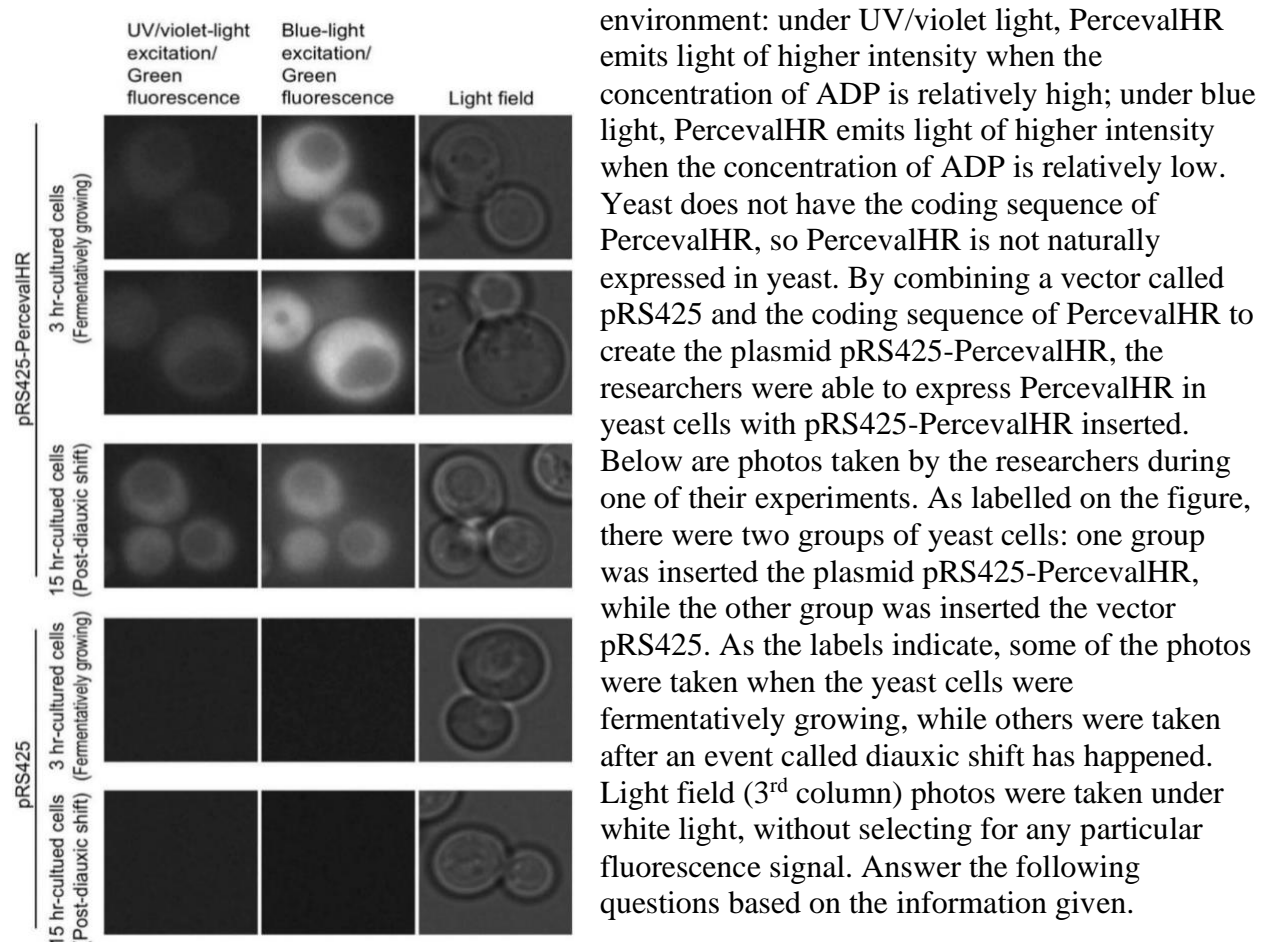 UV/violet-light
excitation/
Green
fluorescence
Blue-light
excitation/
Green
fluorescence
Light field
pRS425-PercevalHR
3 hr-cultured cells
(Fermentatively growing)
15 hr-cultued cells
(Post-diauxic shift)
pRS425
3 hr-cultured cells
(Fermentatively growing)
15 hr-cultued cells
(Post-diauxic shift)
environment: under UV/violet light, PercevalHR
emits light of higher intensity when the
concentration of ADP is relatively high; under blue
light, PercevalHR emits light of higher intensity
when the concentration of ADP is relatively low.
Yeast does not have the coding sequence of
PercevalHR, so PercevalHR is not naturally
expressed in yeast. By combining a vector called
pRS425 and the coding sequence of PercevalHR to
create the plasmid pRS425-PercevalHR, the
researchers were able to express PercevalHR in
yeast cells with pRS425-PercevalHR inserted.
Below are photos taken by the researchers during
one of their experiments. As labelled on the figure,
there were two groups of yeast cells: one group
was inserted the plasmid pRS425-PercevalHR,
while the other group was inserted the vector
pRS425. As the labels indicate, some of the photos
were taken when the yeast cells were
fermentatively growing, while others were taken
after an event called diauxic shift has happened.
Light field (3rd column) photos were taken under
white light, without selecting for any particular
fluorescence signal. Answer the following
questions based on the information given.